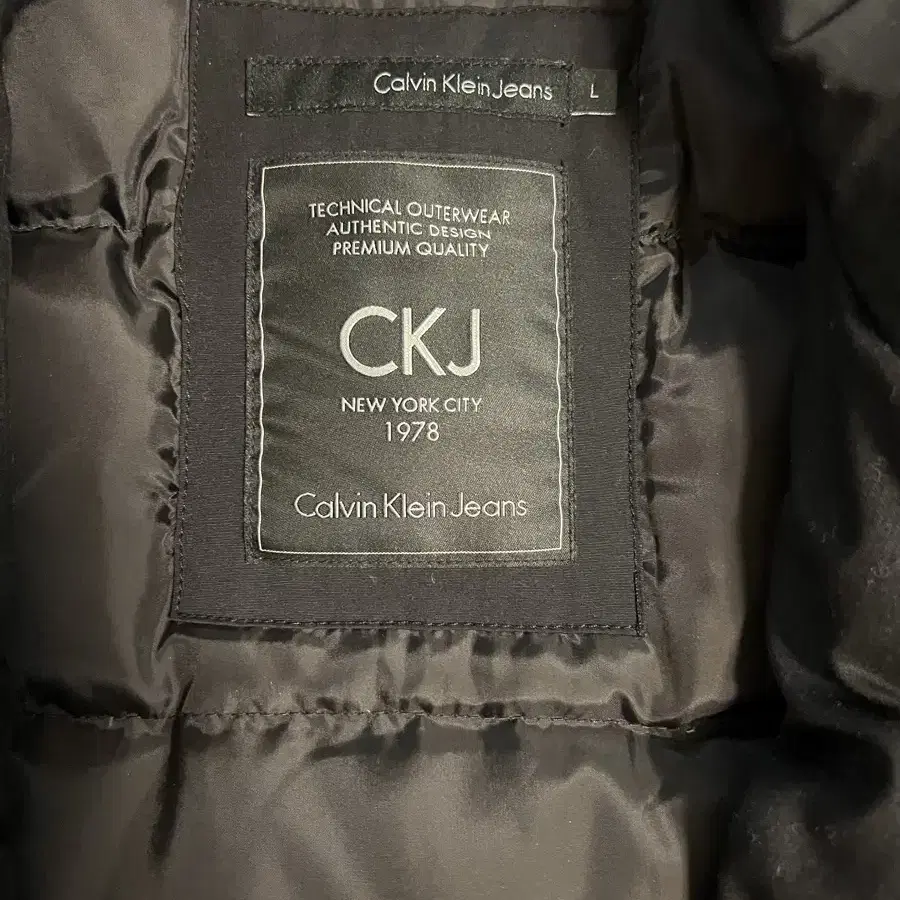 Calvin Klein Jeans L
TECHNICAL OUTERWEAR
AUTHENTIC DESIGN
PREMIUM QUALITY
CKJ
NEW YORK CITY
1978
Calvin Klein Jeans